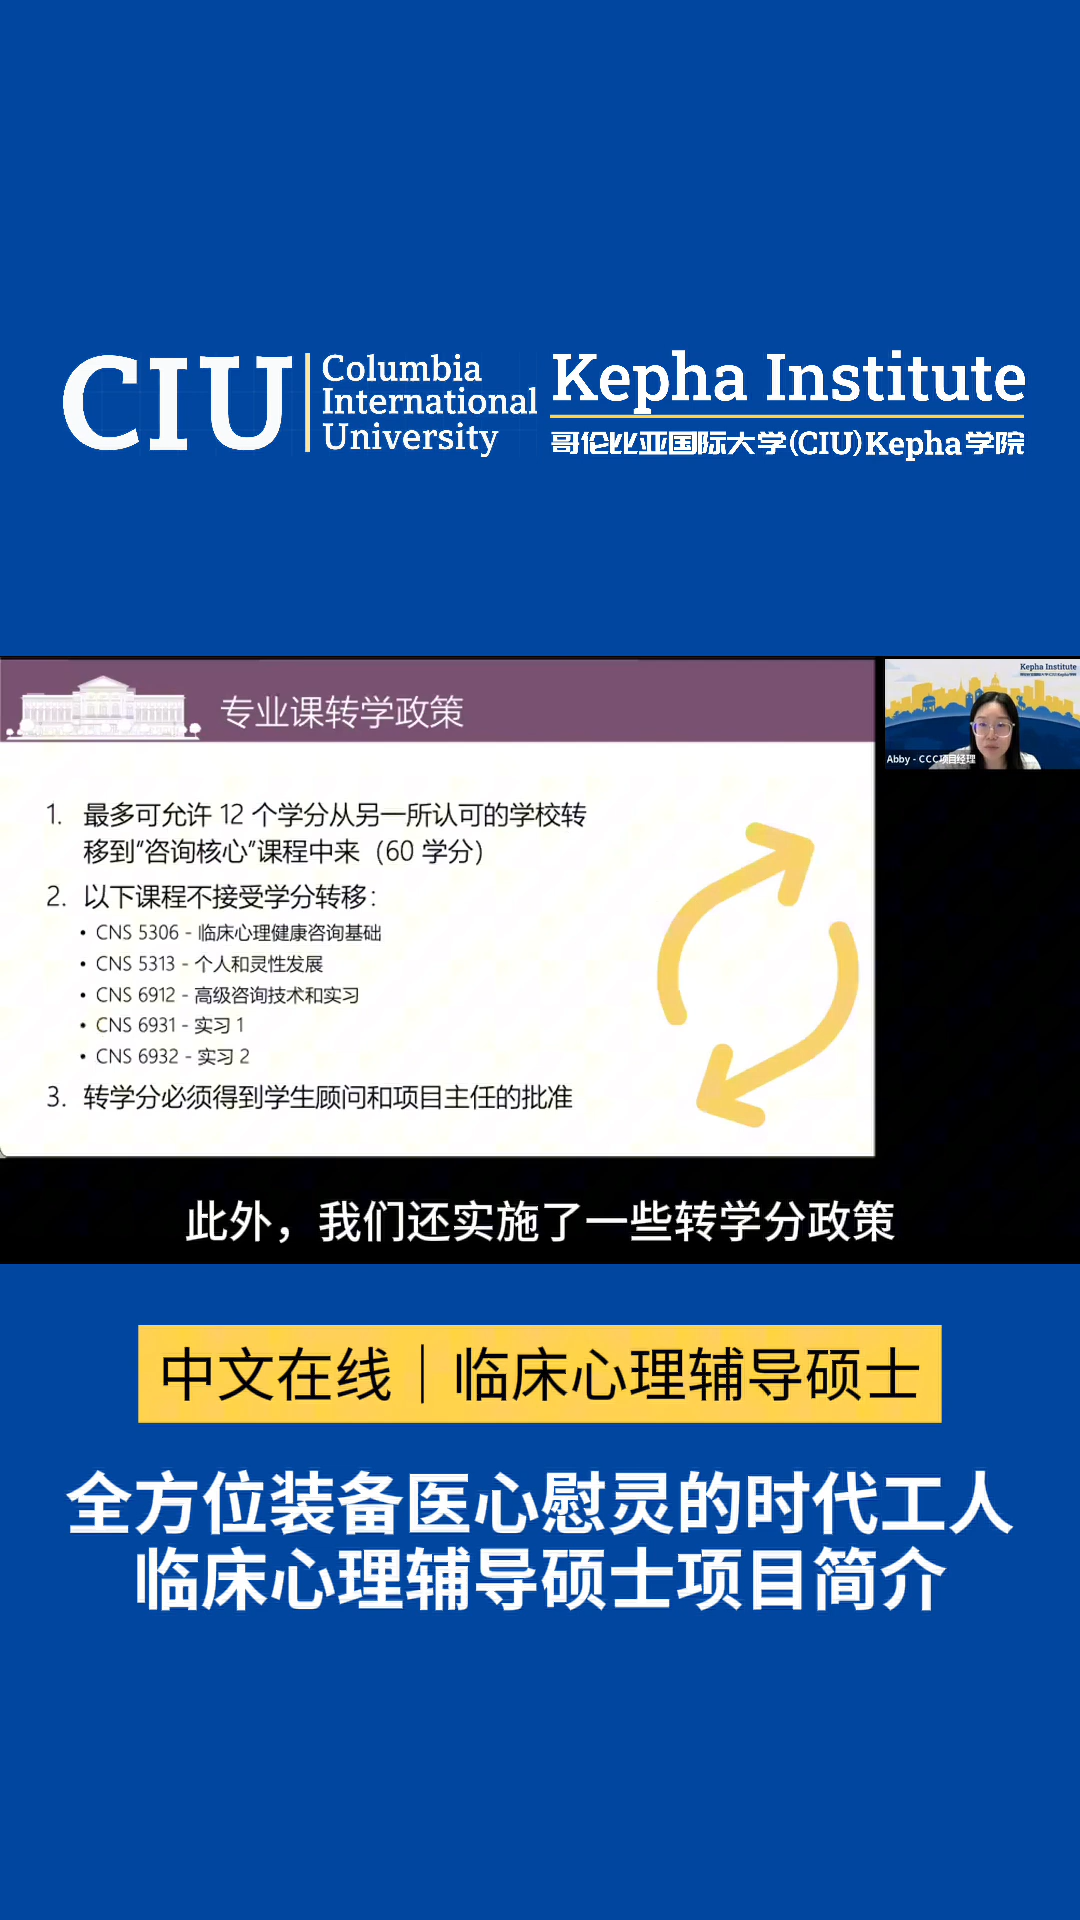 CIU
Columbia
International
University
Kepha Institute
哥伦比亚国际大学(CIU)Kepha学院
专业课转学政策
1. 最多可允许 12 个学分从另一所认可的学校转
移到“咨询核心”课程中来（60 学分）
2. 以下课程不接受学分转移：
• CNS 5306 - 临床心理健康咨询基础
• CNS 5313 - 个人和灵性发展
• CNS 6912 - 高级咨询技术和实习
• CNS 6931 - 实习 1
• CNS 6932 - 实习 2
3. 转学分必须得到学生顾问和项目主任的批准
Kepha Institute
Abby - CCC项目经理
此外，我们还实施了一些转学分政策
中文在线｜临床心理辅导硕士
全方位装备医心慰灵的时代工人
临床心理辅导硕士项目简介